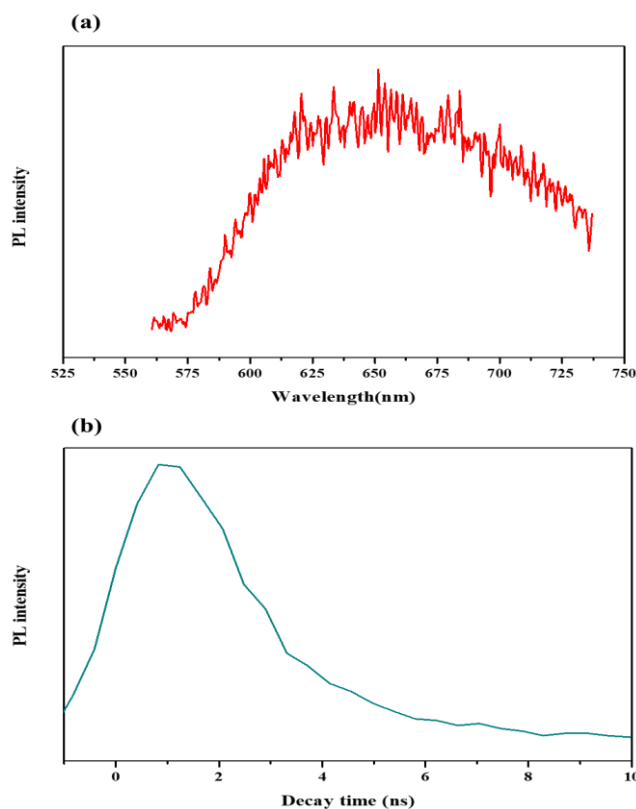 (a)
PL intensity
525 550 575 600 625 650 675 700 725 750
Wavelength(nm)
(b)
PL intensity
0 2 4 6 8 10
Decay time (ns)